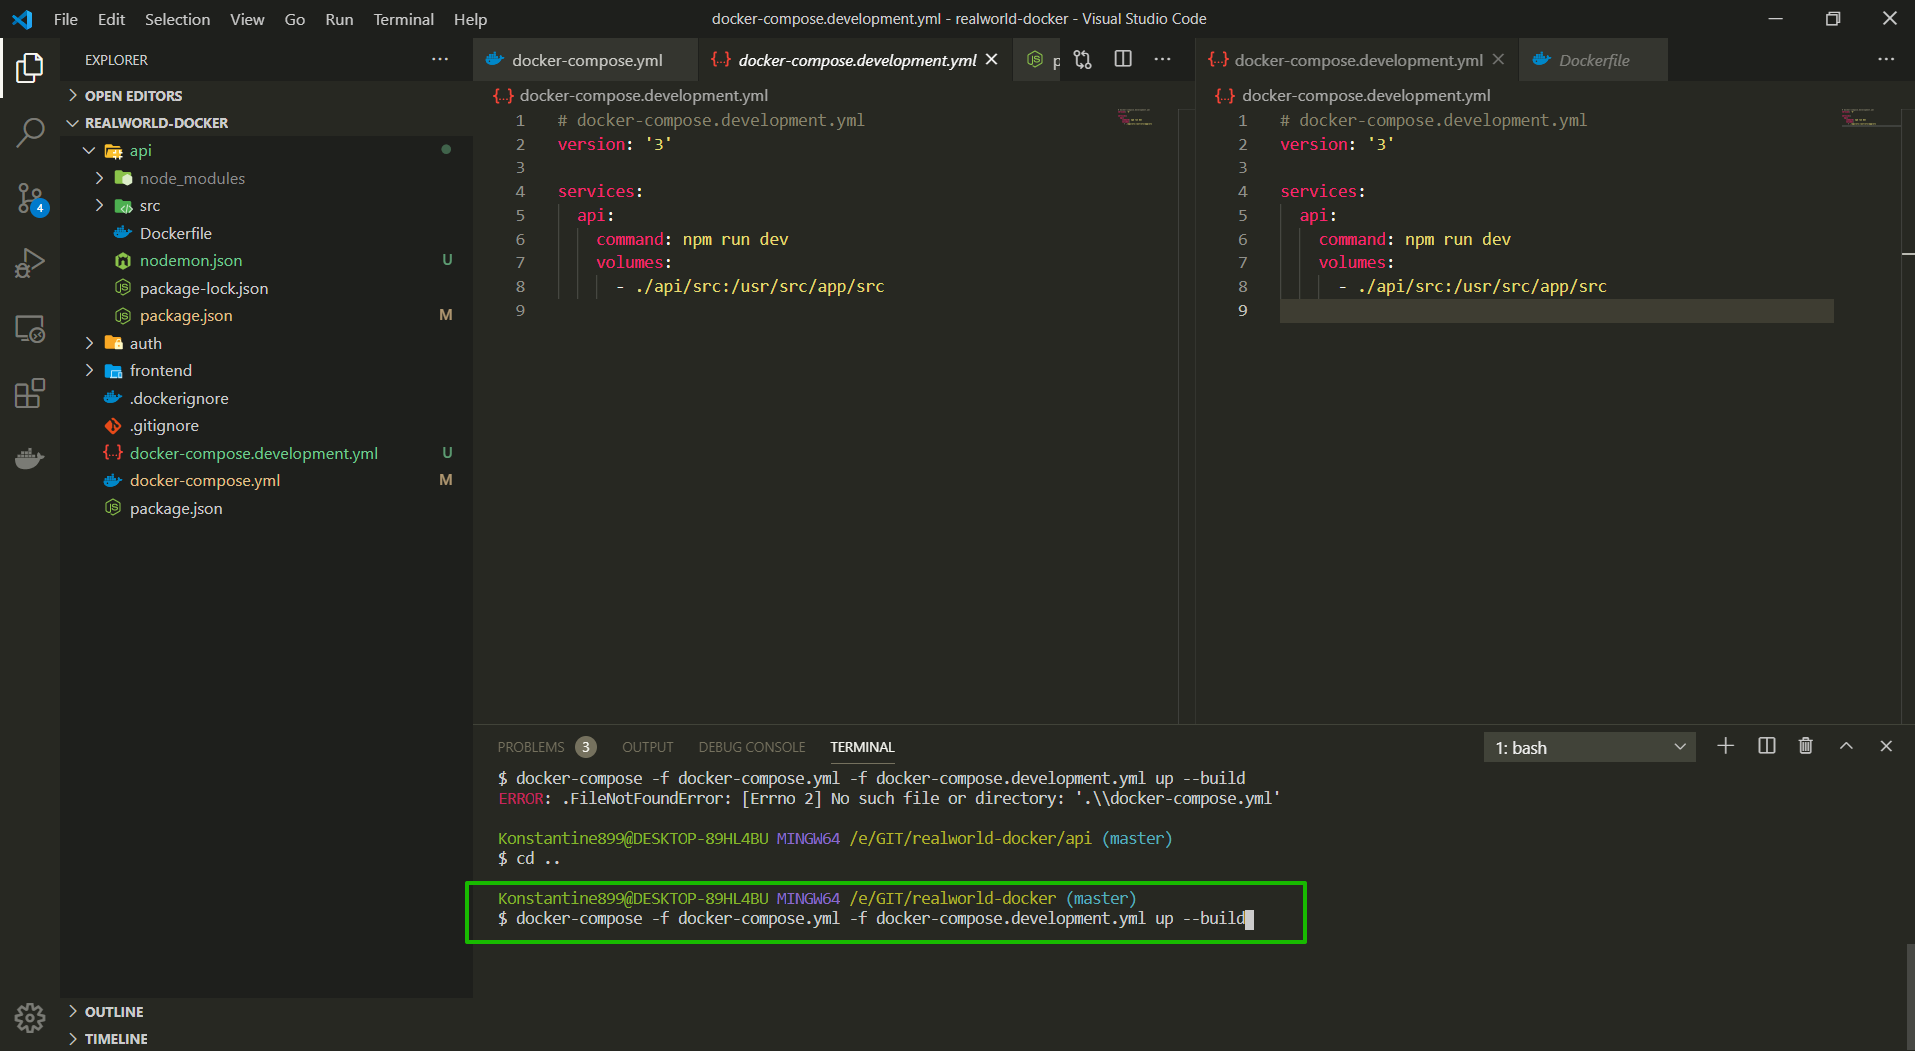 File Edit Selection View Go Run Terminal Help
docker-compose.development.yml - realworld-docker - Visual Studio Code
EXPLORER
OPEN EDITORS
REALWORLD-DOCKER
api
node_modules
src
Dockerfile
nodemon.json U
package-lock.json
package.json M
auth
frontend
.dockerignore
.gitignore
docker-compose.development.yml U
docker-compose.yml M
package.json
OUTLINE
TIMELINE
4
docker-compose.yml docker-compose.development.yml p
docker-compose.development.yml
1 # docker-compose.development.yml
2 version: '3'
3
4 services:
5 api:
6 command: npm run dev
7 volumes:
8 - ./api/src:/usr/src/app/src
9
docker-compose.development.yml Dockerfile
docker-compose.development.yml
1 # docker-compose.development.yml
2 version: '3'
3
4 services:
5 api:
6 command: npm run dev
7 volumes:
8 - ./api/src:/usr/src/app/src
9
PROBLEMS 3 OUTPUT DEBUG CONSOLE TERMINAL 1: bash
$ docker-compose -f docker-compose.yml -f docker-compose.development.yml up --build
ERROR: .FileNotFoundError: [Errno 2] No such file or directory: '.\\docker-compose.yml'
Konstantine899@DESKTOP-89HL4BU MINGW64 /e/GIT/realworld-docker/api (master)
$ cd ..
Konstantine899@DESKTOP-89HL4BU MINGW64 /e/GIT/realworld-docker (master)
$ docker-compose -f docker-compose.yml -f docker-compose.development.yml up --build